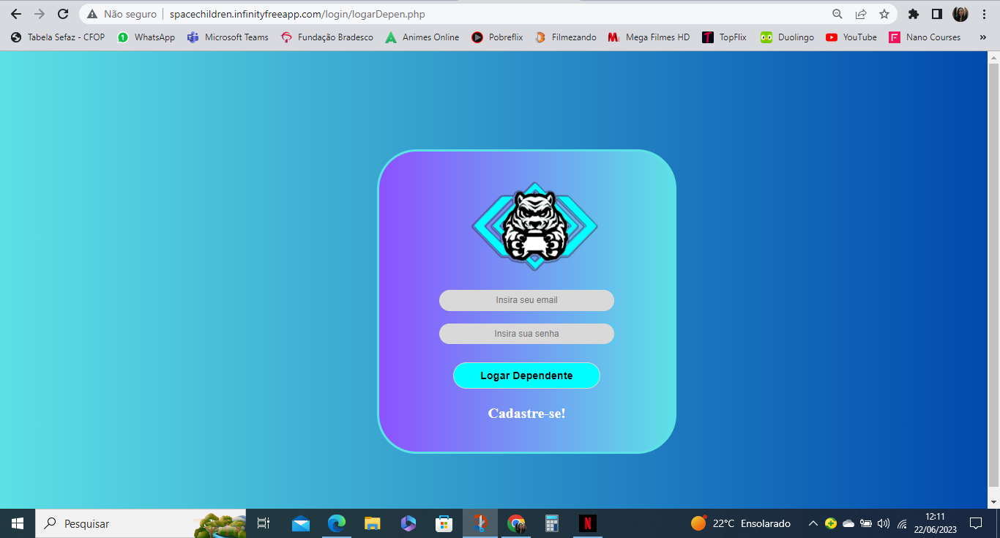 Não seguro spacechildren.infinityfreeapp.com/login/logarDepen.php
Tabela Sefaz - CFOP WhatsApp Microsoft Teams Fundação Bradesco Animes Online Pobreflix Filmezando Mega Filmes HD TopFlix Duolingo YouTube Nano Courses »
Insira seu email
Insira sua senha
Logar Dependente
Cadastre-se!
Pesquisar
22°C Ensolarado
12:11
22/06/2023